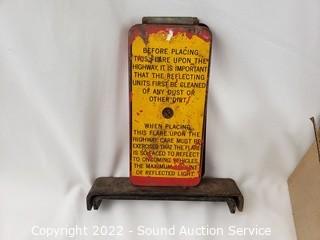 BEFORE PLACING
THIS FLARE UPON THE
HIGHWAY, IT IS IMPORTANT
THAT THE REFLECTING
UNITS FIRST BE CLEANED
OF ANY DUST OR
OTHER DIRT.
WHEN PLACING
THIS FLARE UPON THE
HIGHWAY CARE MUST BE
EXERCISED THAT THE FLARE
IS SO FACED TO REFLECT
TO ONCOMING VEHICLES,
THE MAXIMUM AMOUNT
OF REFLECTED LIGHT.
Copyright 2022 - Sound Auction Service